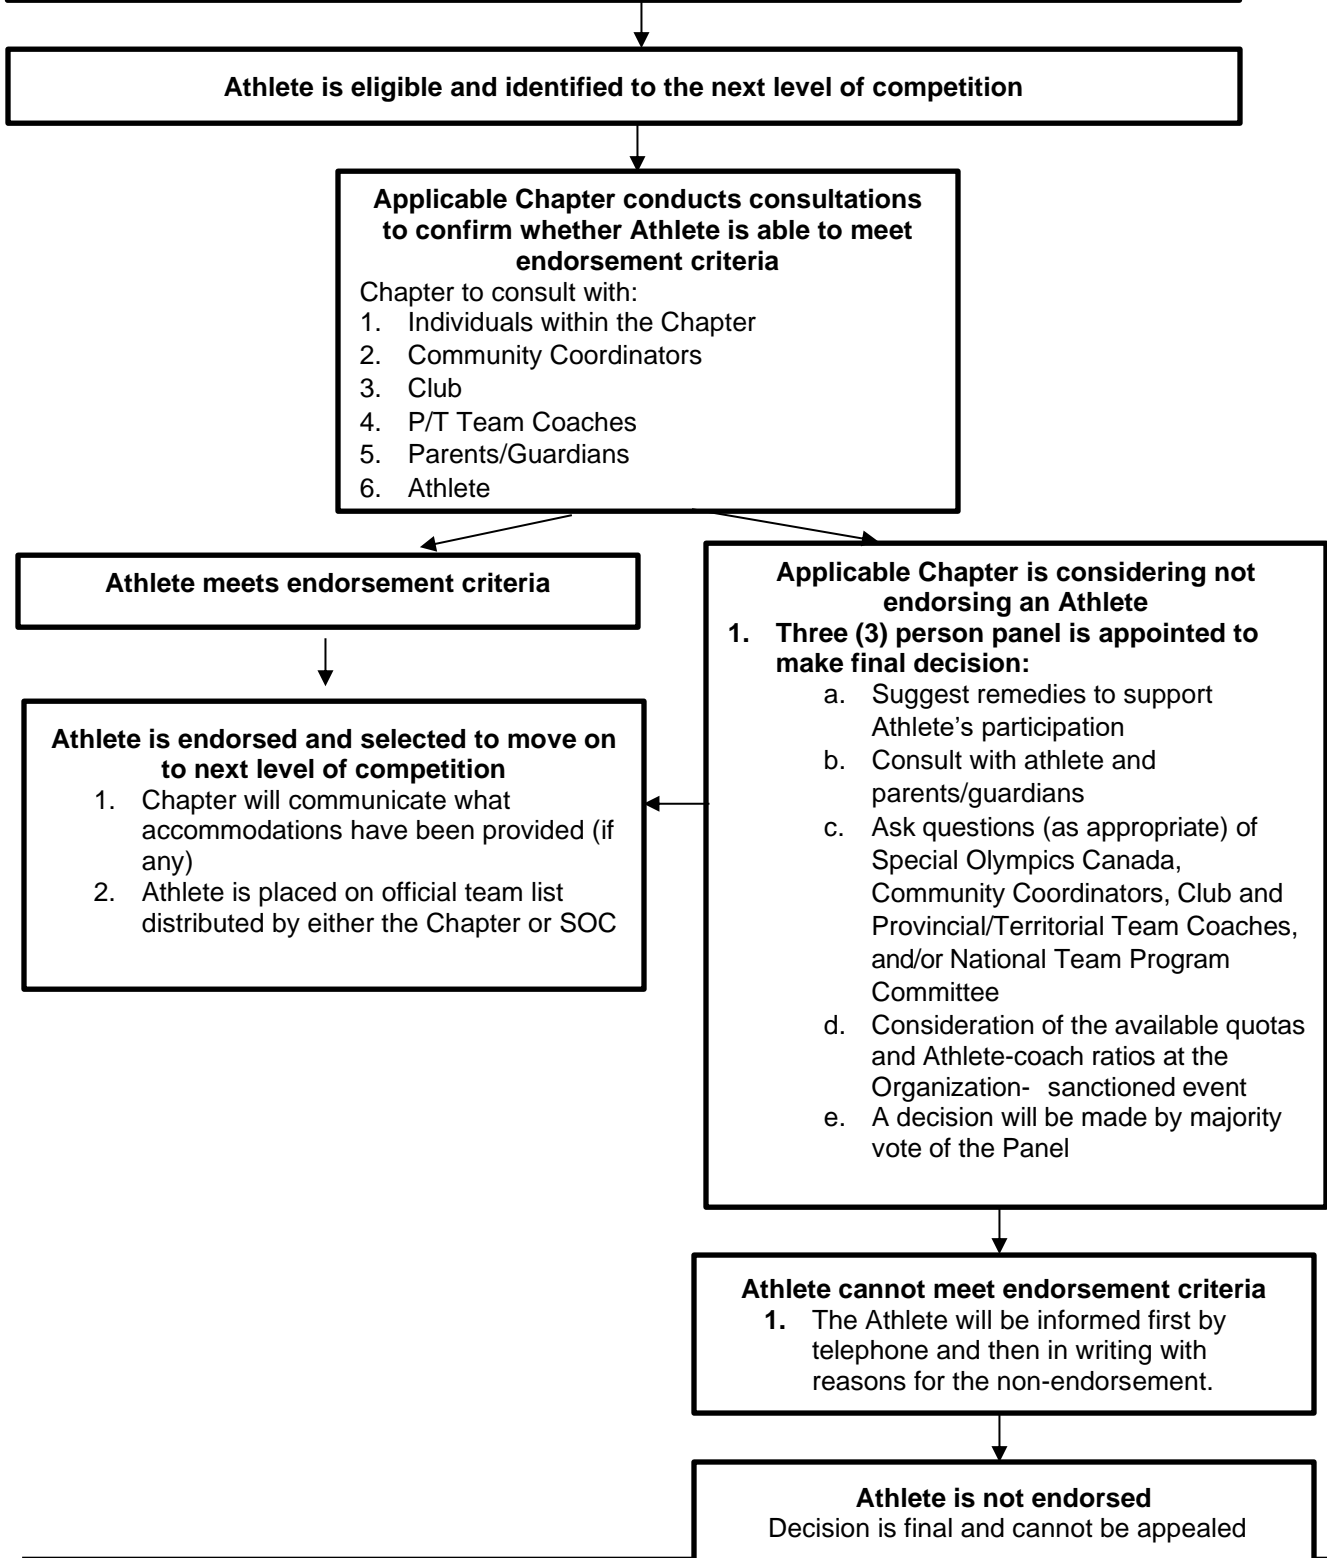 Athlete is eligible and identified to the next level of competition
Applicable Chapter conducts consultations
to confirm whether Athlete is able to meet
endorsement criteria
Chapter to consult with:
1. Individuals within the Chapter
2. Community Coordinators
3. Club
4. P/T Team Coaches
5. Parents/Guardians
6. Athlete
Athlete meets endorsement criteria
Athlete is endorsed and selected to move on
to next level of competition
1. Chapter will communicate what
accommodations have been provided (if
any)
2. Athlete is placed on official team list
distributed by either the Chapter or SOC
Applicable Chapter is considering not
endorsing an Athlete
1. Three (3) person panel is appointed to
make final decision:
a. Suggest remedies to support
Athlete's participation
b. Consult with athlete and
parents/guardians
c. Ask questions (as appropriate) of
Special Olympics Canada,
Community Coordinators, Club and
Provincial/Territorial Team Coaches,
and/or National Team Program
Committee
d. Consideration of the available quotas
and Athlete-coach ratios at the
Organization- sanctioned event
e. A decision will be made by majority
vote of the Panel
Athlete cannot meet endorsement criteria
1. The Athlete will be informed first by
telephone and then in writing with
reasons for the non-endorsement.
Athlete is not endorsed
Decision is final and cannot be appealed